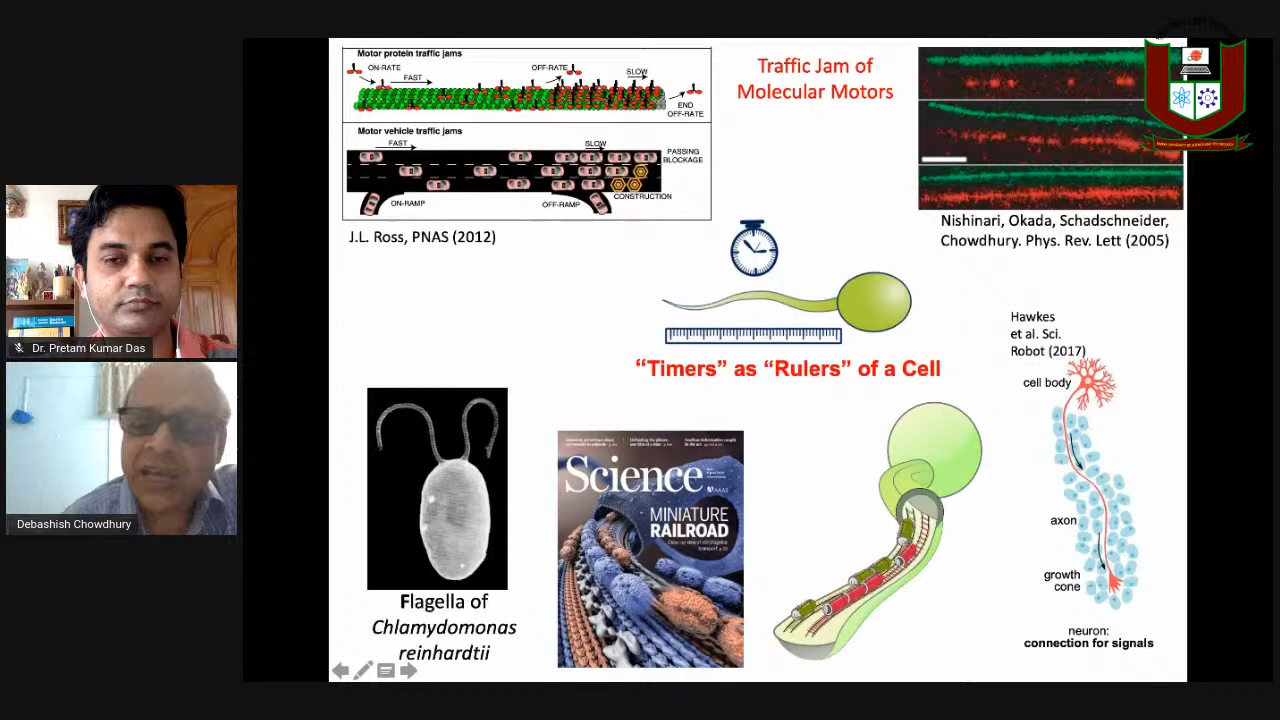 Motor protein traffic jams
ON-RATE
FAST
OFF-RATE
SLOW
END
OFF-RATE
Motor vehicle traffic jams
FAST
SLOW
PASSING
BLOCKAGE
CONSTRUCTION
ON-RAMP
OFF-RAMP
J.L. Ross, PNAS (2012)
Traffic Jam of
Molecular Motors
Nishinari, Okada, Schadschneider,
Chowdhury. Phys. Rev. Lett (2005)
Dr. Pretam Kumar Das
Debashish Chowdhury
“Timers” as “Rulers” of a Cell
Hawkes
et al. Sci.
Robot (2017)
cell body
axon
growth
cone
neuron:
connection for signals
Flagella of
Chlamydomonas
reinhardtii
Science
AAAS
MINIATURE
RAILROAD